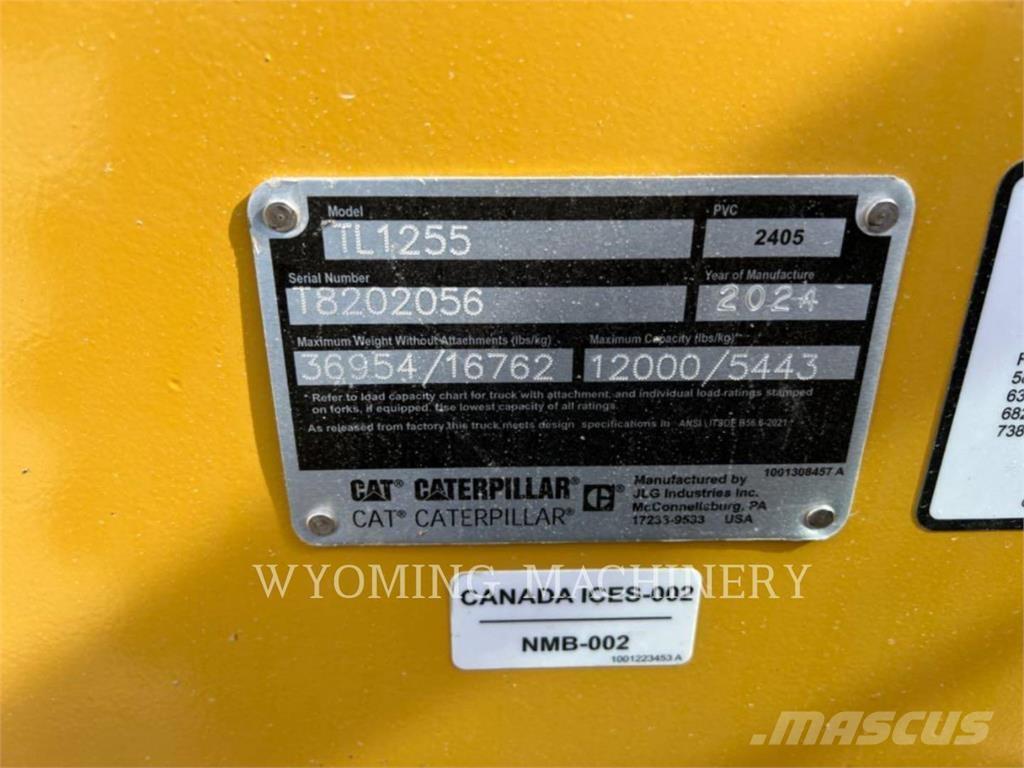 Model PVC
TL1255 2405
Serial Number Year of Manufacture
T8202056 2024
Maximum Weight Without Attachments (lbs/kg) Maximum Capacity (lbs/kg)*
36954/16762 12000/5443
* Refer to load capacity chart for truck with attachment, and individual load ratings stamped
on forks, if equipped. Use lowest capacity of all ratings.
As released from factory, this truck meets design specifications in ANSI / ITSDF B56.6-2021
1001308457 A
CAT® CATERPILLAR®
CAT® CATERPILLAR®
Manufactured by
JLG Industries Inc.
McConnellsburg, PA
17233-9533 USA
WYOMING MACHINERY
CANADA ICES-002
NMB-002
1001223453 A
63
682
738
MASCUS